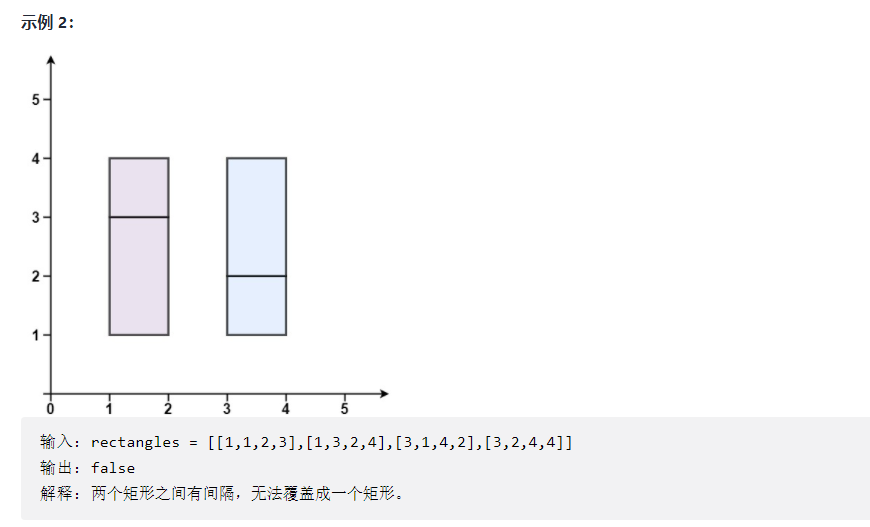 示例 2：
5
4
3
2
1
0 1 2 3 4 5
输入：rectangles = [[1,1,2,3],[1,3,2,4],[3,1,4,2],[3,2,4,4]]
输出：false
解释：两个矩形之间有间隔，无法覆盖成一个矩形。